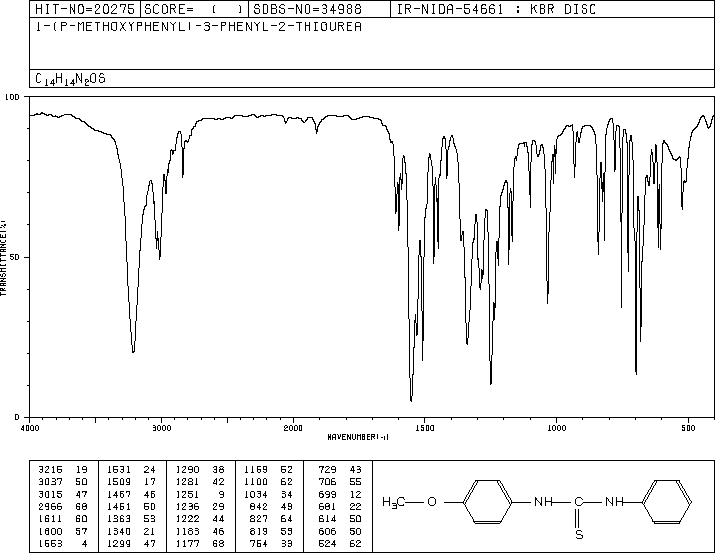 HIT-NO=20275 SCORE= ( ) SDBS-NO=34988 IR-NIDA-54661 : KBR DISC
1-(P-METHOXYPHENYL)-3-PHENYL-2-THIOUREA
C14H14N2OS
100
50
0
TRANSMITTANCE(%)
4000 3000 2000 1500 1000 500
WAVENUMBER(-1)
3215 19 1531 24 1290 38 1169 62 729 43
3037 50 1509 17 1281 42 1100 62 706 55
3015 47 1467 46 1251 9 1034 34 699 12
2966 68 1451 50 1236 29 842 49 681 22
1611 60 1363 53 1222 44 827 64 614 50
1600 57 1340 21 1183 46 819 59 606 50
1553 4 1299 47 1177 68 754 39 524 62
H3C O NH C NH
S